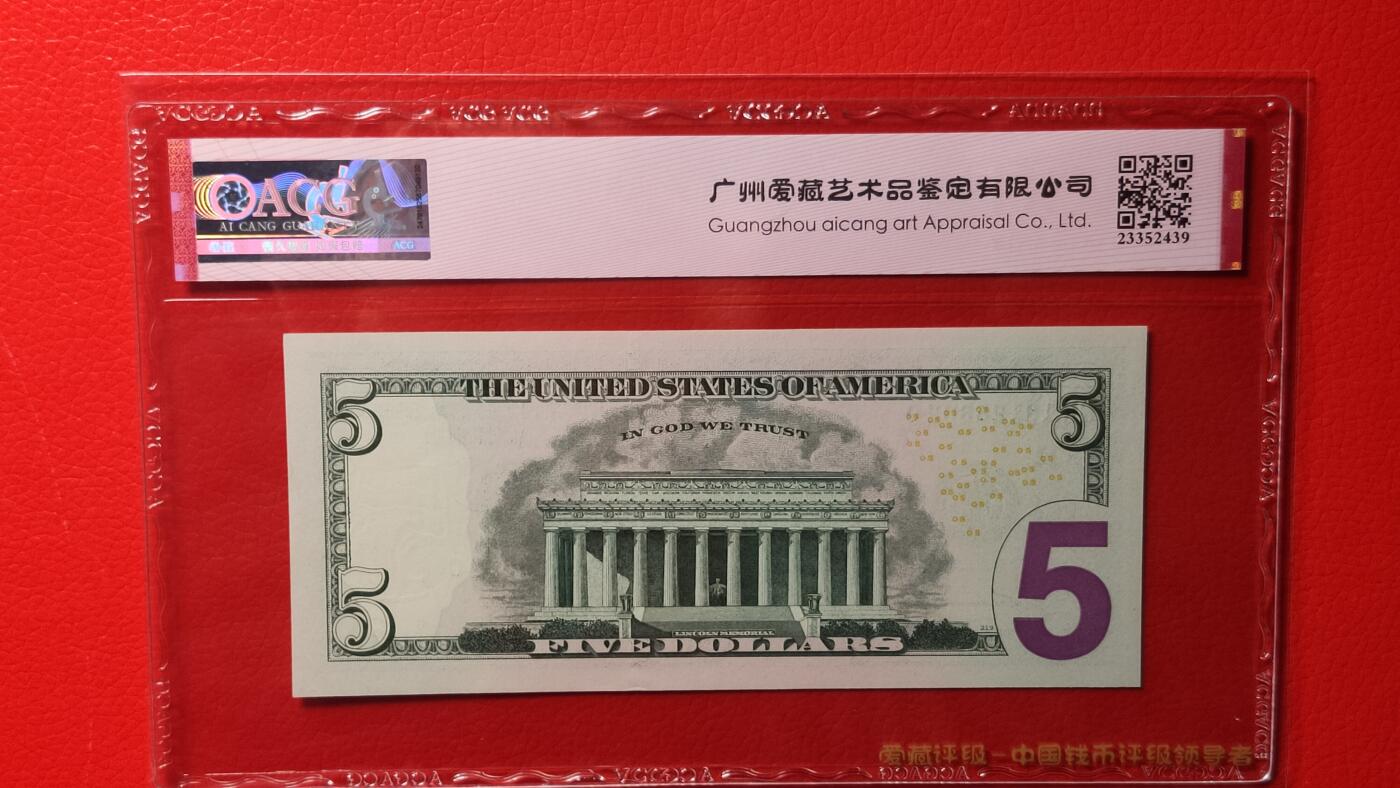 ACG
广州爱藏艺术品鉴定有限公司
Guangzhou aicang art Appraisal Co., Ltd.
AI CANG
ACG
23352439
THE UNITED STATES OF AMERICA
5
5
IN GOD WE TRUST
5
5
219
LINCOLN MEMORIAL
FIVE DOLLARS
爱藏评级－中国钱币评级领导者